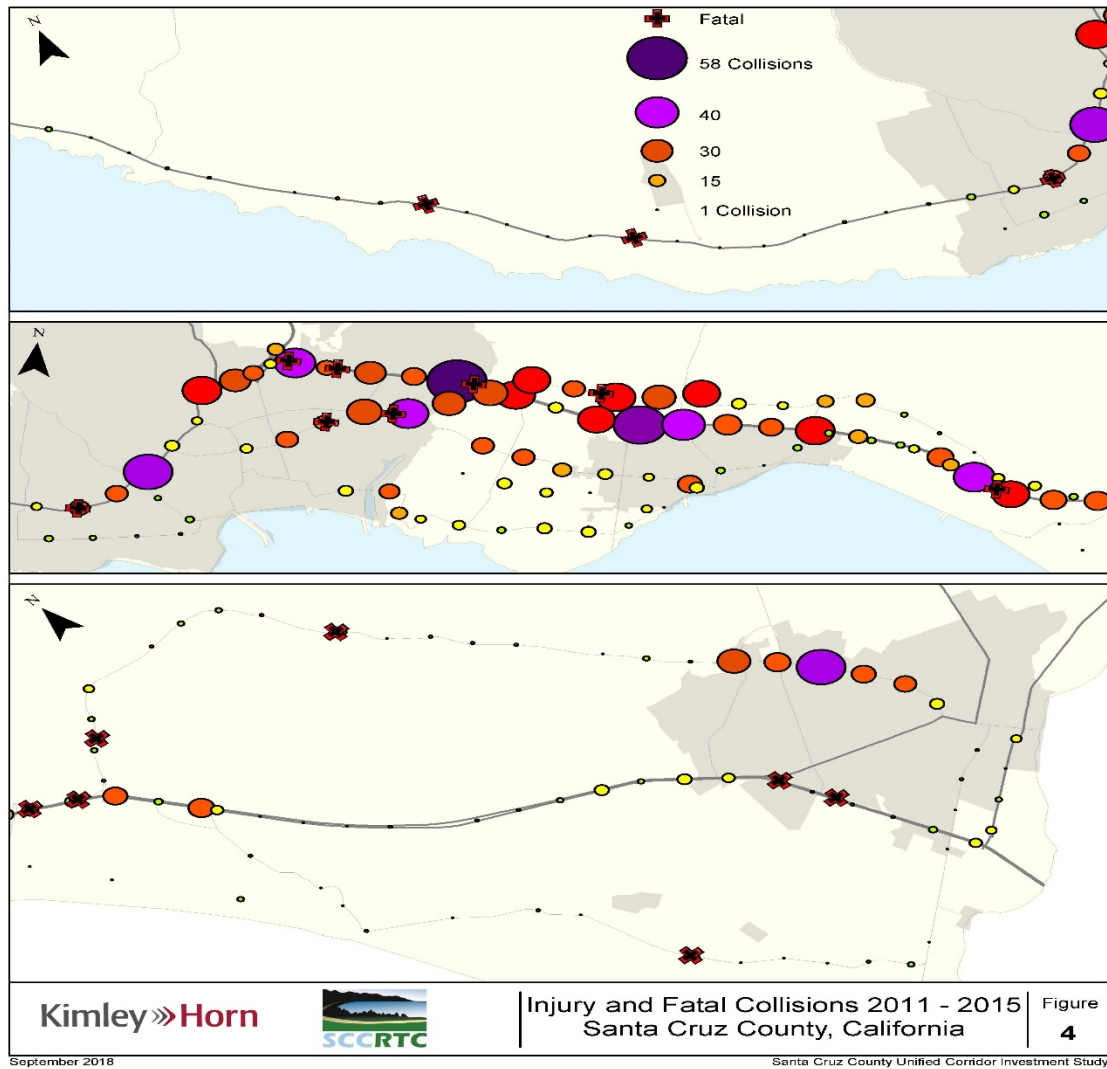 N
Fatal
58 Collisions
40
30
15
1 Collision
N
N
Kimley»Horn
SCCRTC
Injury and Fatal Collisions 2011 - 2015
Santa Cruz County, California
Figure
4
September 2018
Santa Cruz County Unified Corridor Investment Study